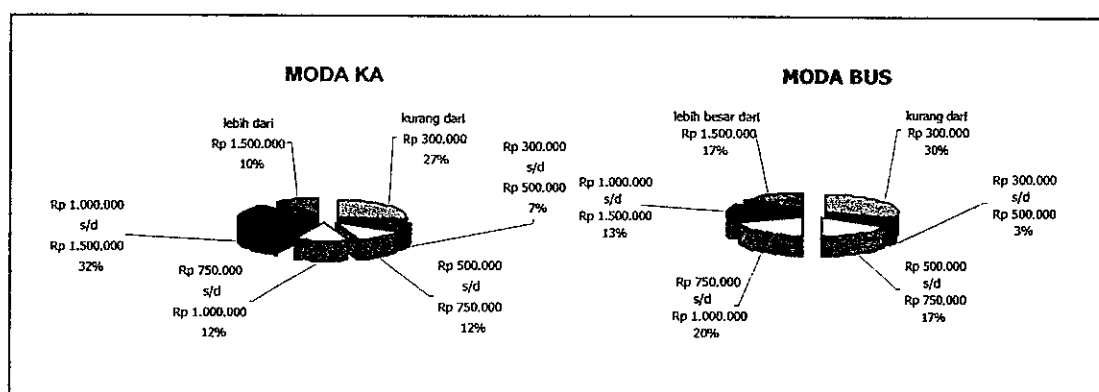 MODA KA
lebih dari
Rp 1.500.000
10%
kurang dari
Rp 300.000
27%
Rp 300.000
s/d
Rp 500.000
7%
Rp 500.000
s/d
Rp 750.000
12%
Rp 750.000
s/d
Rp 1.000.000
12%
Rp 1.000.000
s/d
Rp 1.500.000
32%
MODA BUS
lebih besar dari
Rp 1.500.000
17%
kurang dari
Rp 300.000
30%
Rp 300.000
s/d
Rp 500.000
3%
Rp 500.000
s/d
Rp 750.000
17%
Rp 750.000
s/d
Rp 1.000.000
20%
Rp 1.000.000
s/d
Rp 1.500.000
13%